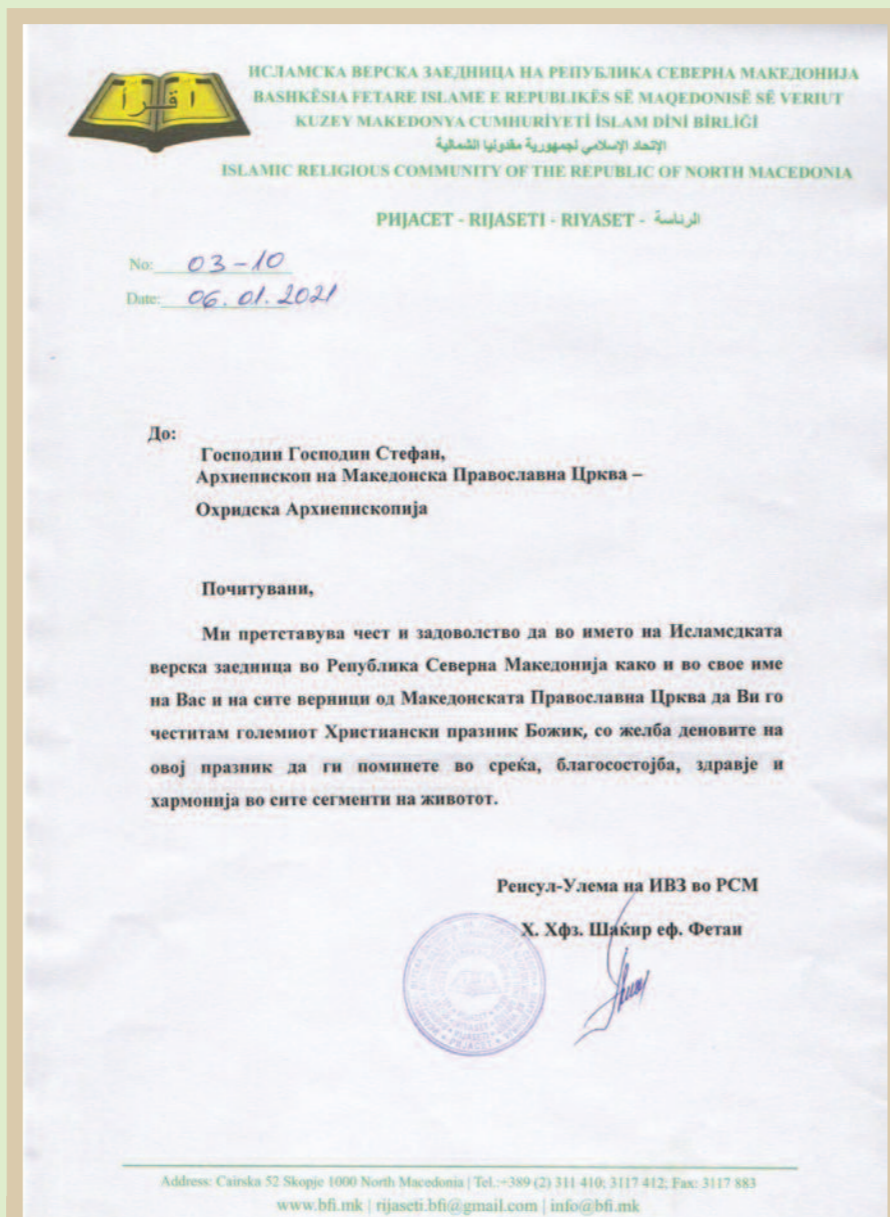 اقرأ
ИСЛАМСКА ВЕРСКА ЗАЕДНИЦА НА РЕПУБЛИКА СЕВЕРНА МАКЕДОНИЈА
BASHKËSIA FETARE ISLAME E REPUBLIKËS SË MAQEDONISË SË VERIUT
KUZEY MAKEDONYA CUMHURİYETİ İSLAM DİNİ BİRLİĞİ
الإتحاد الإسلامي لجمهورية مقدونيا الشمالية
ISLAMIC RELIGIOUS COMMUNITY OF THE REPUBLIC OF NORTH MACEDONIA
РИЈАСЕТ - RIJASETI - RIYASET - الرئاسة
No: 03-10
Date: 06.01.2021
До:
Господин Господин Стефан,
Архиепископ на Македонска Православна Црква –
Охридска Архиепископија
Почитувани,
Ми претставува чест и задоволство да во името на Исламсдката
верска заедница во Република Северна Македонија како и во свое име
на Вас и на сите верници од Македонската Православна Црква да Ви го
честитам големиот Христиански празник Божик, со желба деновите на
овој празник да ги поминете во среќа, благосостојба, здравје и
хармонија во сите сегменти на животот.
Реисул-Улема на ИВЗ во РСМ
Х. Хфз. Шаќир еф. Фетаи
Address: Cairska 52 Skopje 1000 North Macedonia | Tel.:+389 (2) 311 410; 3117 412; Fax: 3117 883
www.bfi.mk | rijaseti.bfi@gmail.com | info@bfi.mk